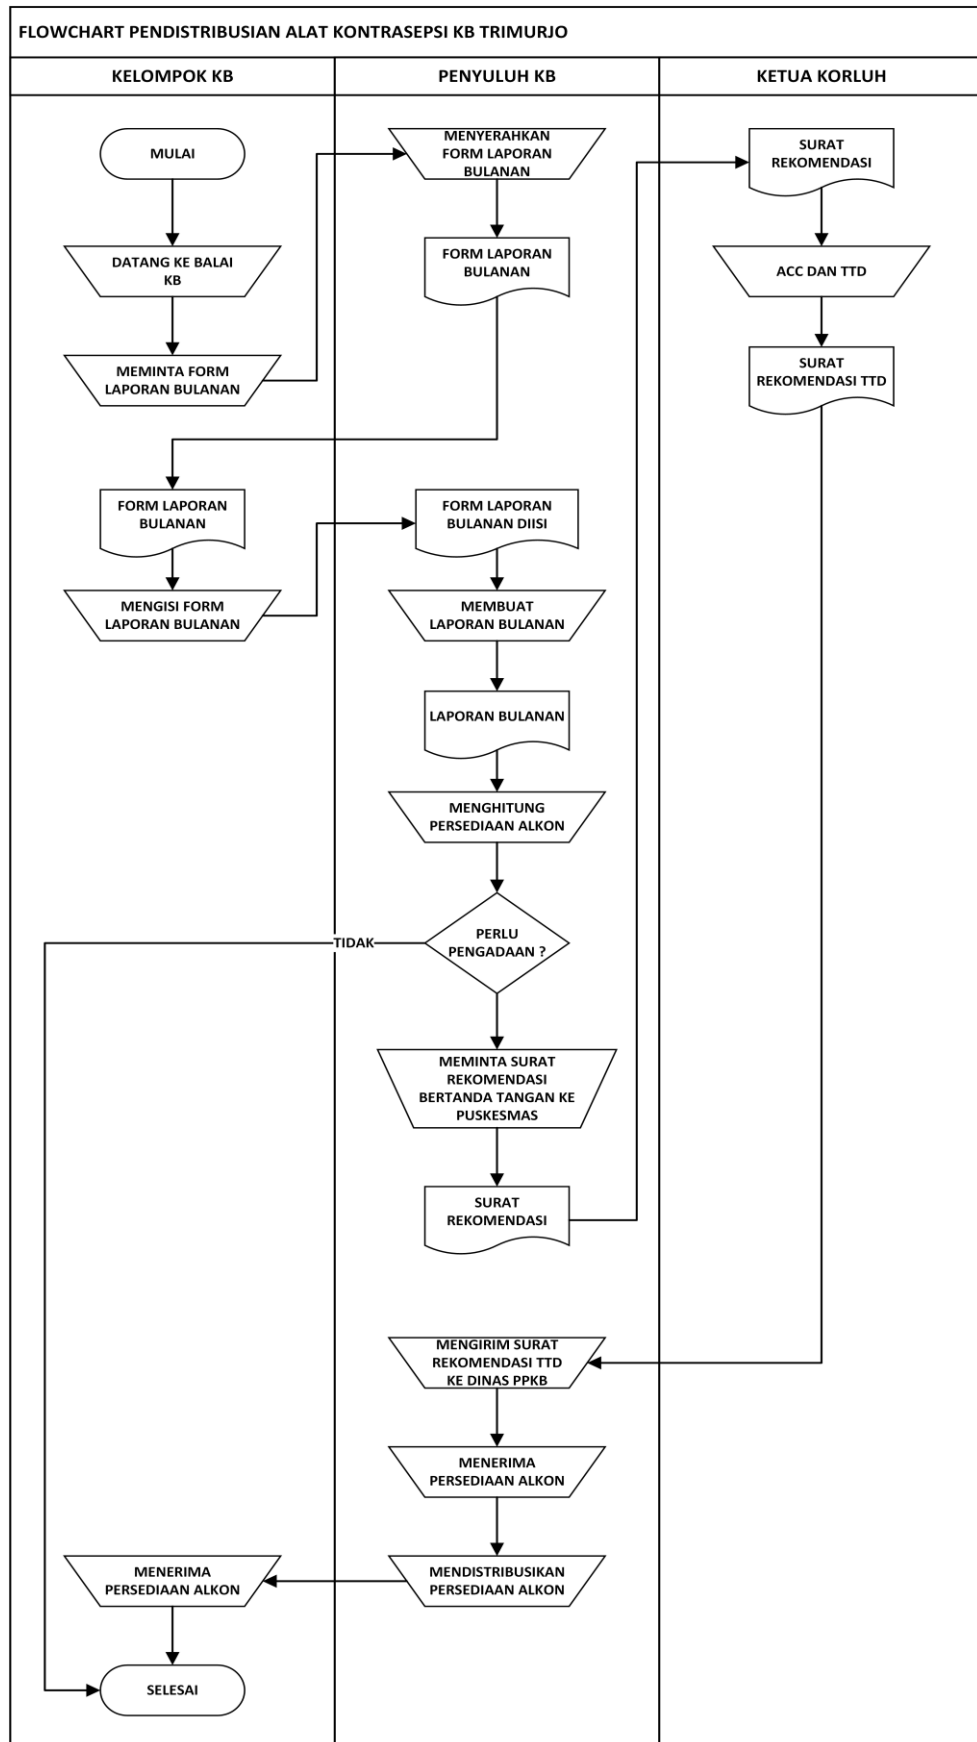 FLOWCHART PENDISTRIBUSIAN ALAT KONTRASEPSI KB TRIMURJO
KELOMPOK KB
PENYULUH KB
KETUA KORLUH
MULAI
DATANG KE BALAI
KB
MEMINTA FORM
LAPORAN BULANAN
MENYERAHKAN
FORM LAPORAN
BULANAN
FORM LAPORAN
BULANAN
FORM LAPORAN
BULANAN
MENGISI FORM
LAPORAN BULANAN
FORM LAPORAN
BULANAN DIISI
MEMBUAT
LAPORAN BULANAN
LAPORAN BULANAN
MENGHITUNG
PERSEDIAAN ALKON
PERLU
PENGADAAN ?
TIDAK
MEMINTA SURAT
REKOMENDASI
BERTANDA TANGAN KE
PUSKESMAS
SURAT
REKOMENDASI
SURAT
REKOMENDASI
ACC DAN TTD
SURAT
REKOMENDASI TTD
MENGIRIM SURAT
REKOMENDASI TTD
KE DINAS PPKB
MENERIMA
PERSEDIAAN ALKON
MENDISTRIBUSIKAN
PERSEDIAAN ALKON
MENERIMA
PERSEDIAAN ALKON
SELESAI